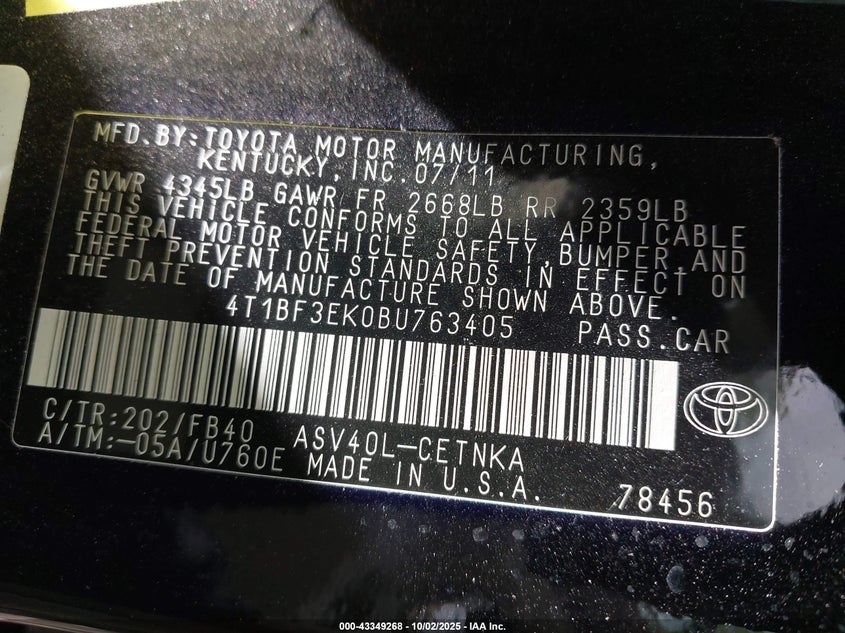 MFD.BY:TOYOTA MOTOR MANUFACTURING,
KENTUCKY,INC.07/11
GVWR 4345LB GAWR FR 2668LB RR 2359LB
THIS VEHICLE CONFORMS TO ALL APPLICABLE
FEDERAL MOTOR VEHICLE SAFETY,BUMPER,AND
THEFT PREVENTION STANDARDS IN EFFECT ON
THE DATE OF MANUFACTURE SHOWN ABOVE.
4T1BF3EK0BU763405 PASS.CAR
C/TR:202/FB40 ASV40L-CETNKA
A/TM:-05A/U760E MADE IN U.S.A. 78456
000-43349268 - 10/02/2025 - IAA Inc.